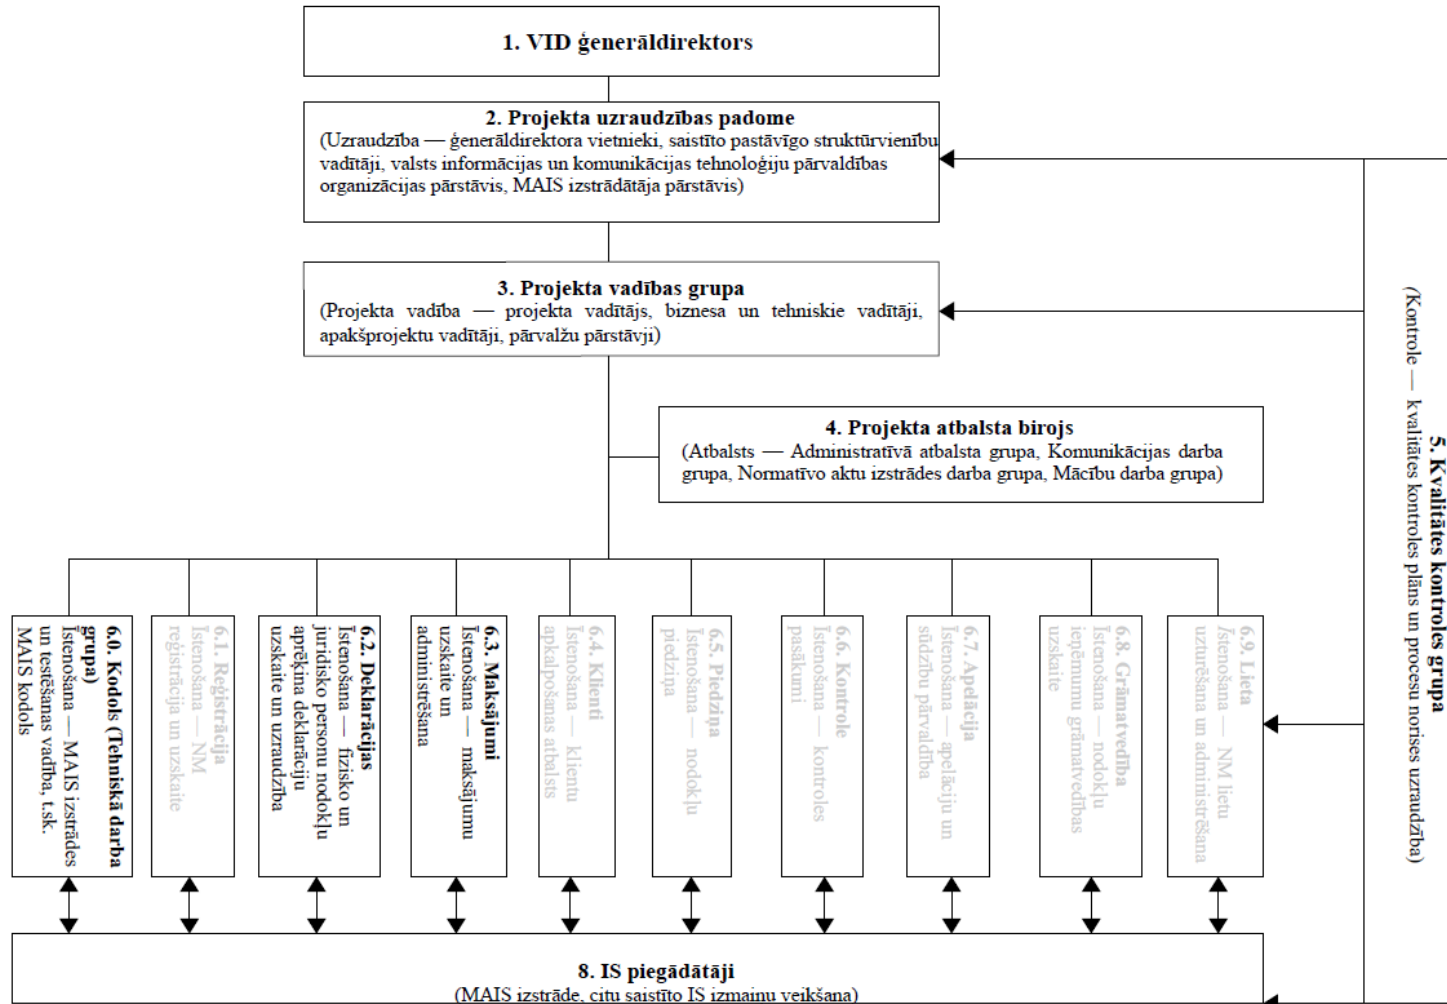 1. VID ģenerāldirektors
2. Projekta uzraudzības padome
(Uzraudzība — ģenerāldirektora vietnieki, saistīto pastāvīgo struktūrvienību
vadītāji, valsts informācijas un komunikācijas tehnoloģiju pārvaldības
organizācijas pārstāvis, MAIS izstrādātāja pārstāvis)
3. Projekta vadības grupa
(Projekta vadība — projekta vadītājs, biznesa un tehniskie vadītāji,
apakšprojektu vadītāji, pārvalžu pārstāvji)
4. Projekta atbalsta birojs
(Atbalsts — Administratīvā atbalsta grupa, Komunikācijas darba
grupa, Normatīvo aktu izstrādes darba grupa, Mācību darba grupa)
5. Kvalitātes kontroles grupa
(Kontrole — kvalitātes kontroles plāns un procesu norises uzraudzība)
6.0. Kodols (Tehniskā darba
grupa)
Īstenošana — MAIS izstrādes
un testēšanas vadība, t.sk.
MAIS kodols
6.1. Reģistrācija
Īstenošana — NM
reģistrācija un uzskaite
6.2. Deklarācijas
Īstenošana — fizisko un
juridisko personu nodokļu
aprēķina deklarāciju
uzskaite un uzraudzība
6.3. Maksājumi
Īstenošana — maksājumu
uzskaite un
administrēšana
6.4. Klienti
Īstenošana — klientu
apkalpošanas atbalsts
6.5. Piedziņa
Īstenošana — nodokļu
piedziņa
6.6. Kontrole
Īstenošana — kontroles
pasākumi
6.7. Apelācija
Īstenošana — apelāciju un
sūdzību pārvaldība
6.8. Grāmatvedība
Īstenošana — nodokļu
ieņēmumu grāmatvedības
uzskaite
6.9. Lieta
Īstenošana — NM lietu
uzturēšana un administrēšana
8. IS piegādātāji
(MAIS izstrāde, citu saistīto IS izmaiņu veikšana)